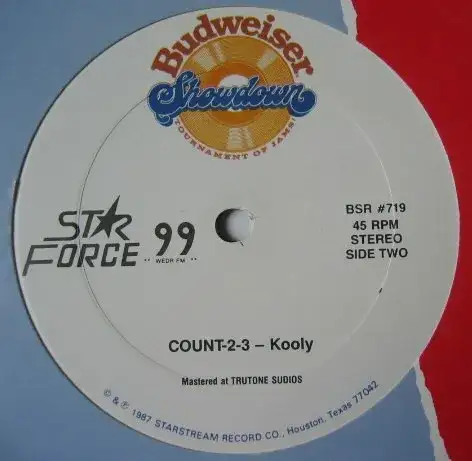 Budweiser
Showdown
TOURNAMENT OF JAMS
STAR
FORCE
"99"
WEDR FM
BSR #719
45 RPM
STEREO
SIDE TWO
COUNT-2-3 – Kooly
Mastered at TRUTONE SUDIOS
© & ℗ 1987 STARSTREAM RECORD CO., Houston, Texas 77042